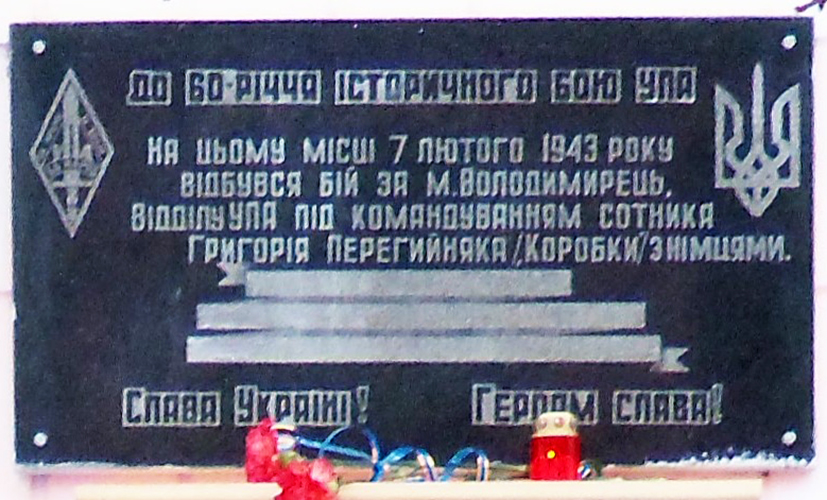 До 60-річча історичного бою УПА
На цьому місці 7 лютого 1943 року
відбувся бій за м.Володимирець,
відділу УПА під командуванням сотника
Григорія Перегийняка/„Коробки”/з німцями.
Слава Україні! Героям слава!